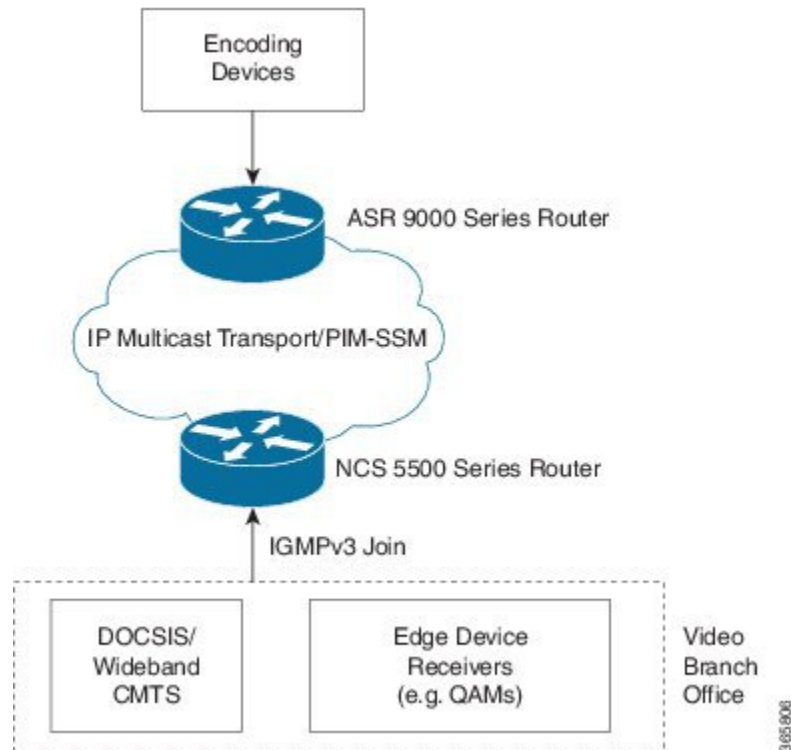 Encoding
Devices
ASR 9000 Series Router
IP Multicast Transport/PIM-SSM
NCS 5500 Series Router
IGMPv3 Join
DOCSIS/
Wideband
CMTS
Edge Device
Receivers
(e.g. QAMs)
Video
Branch
Office
365806